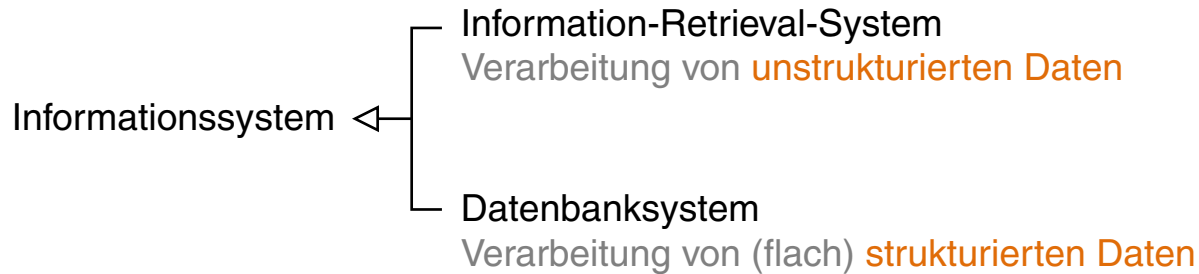 Information-Retrieval-System
Verarbeitung von unstrukturierten Daten
Informationssystem
Datenbanksystem
Verarbeitung von (flach) strukturierten Daten